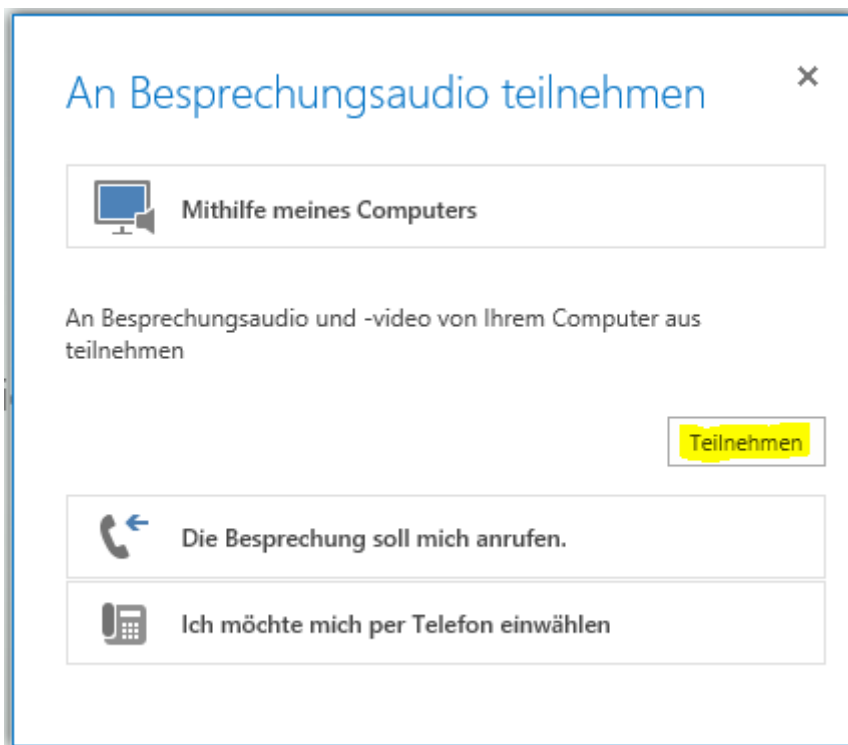 An Besprechungsaudio teilnehmen
Mithilfe meines Computers
An Besprechungsaudio und -video von Ihrem Computer aus
teilnehmen
Teilnehmen
Die Besprechung soll mich anrufen.
Ich möchte mich per Telefon einwählen